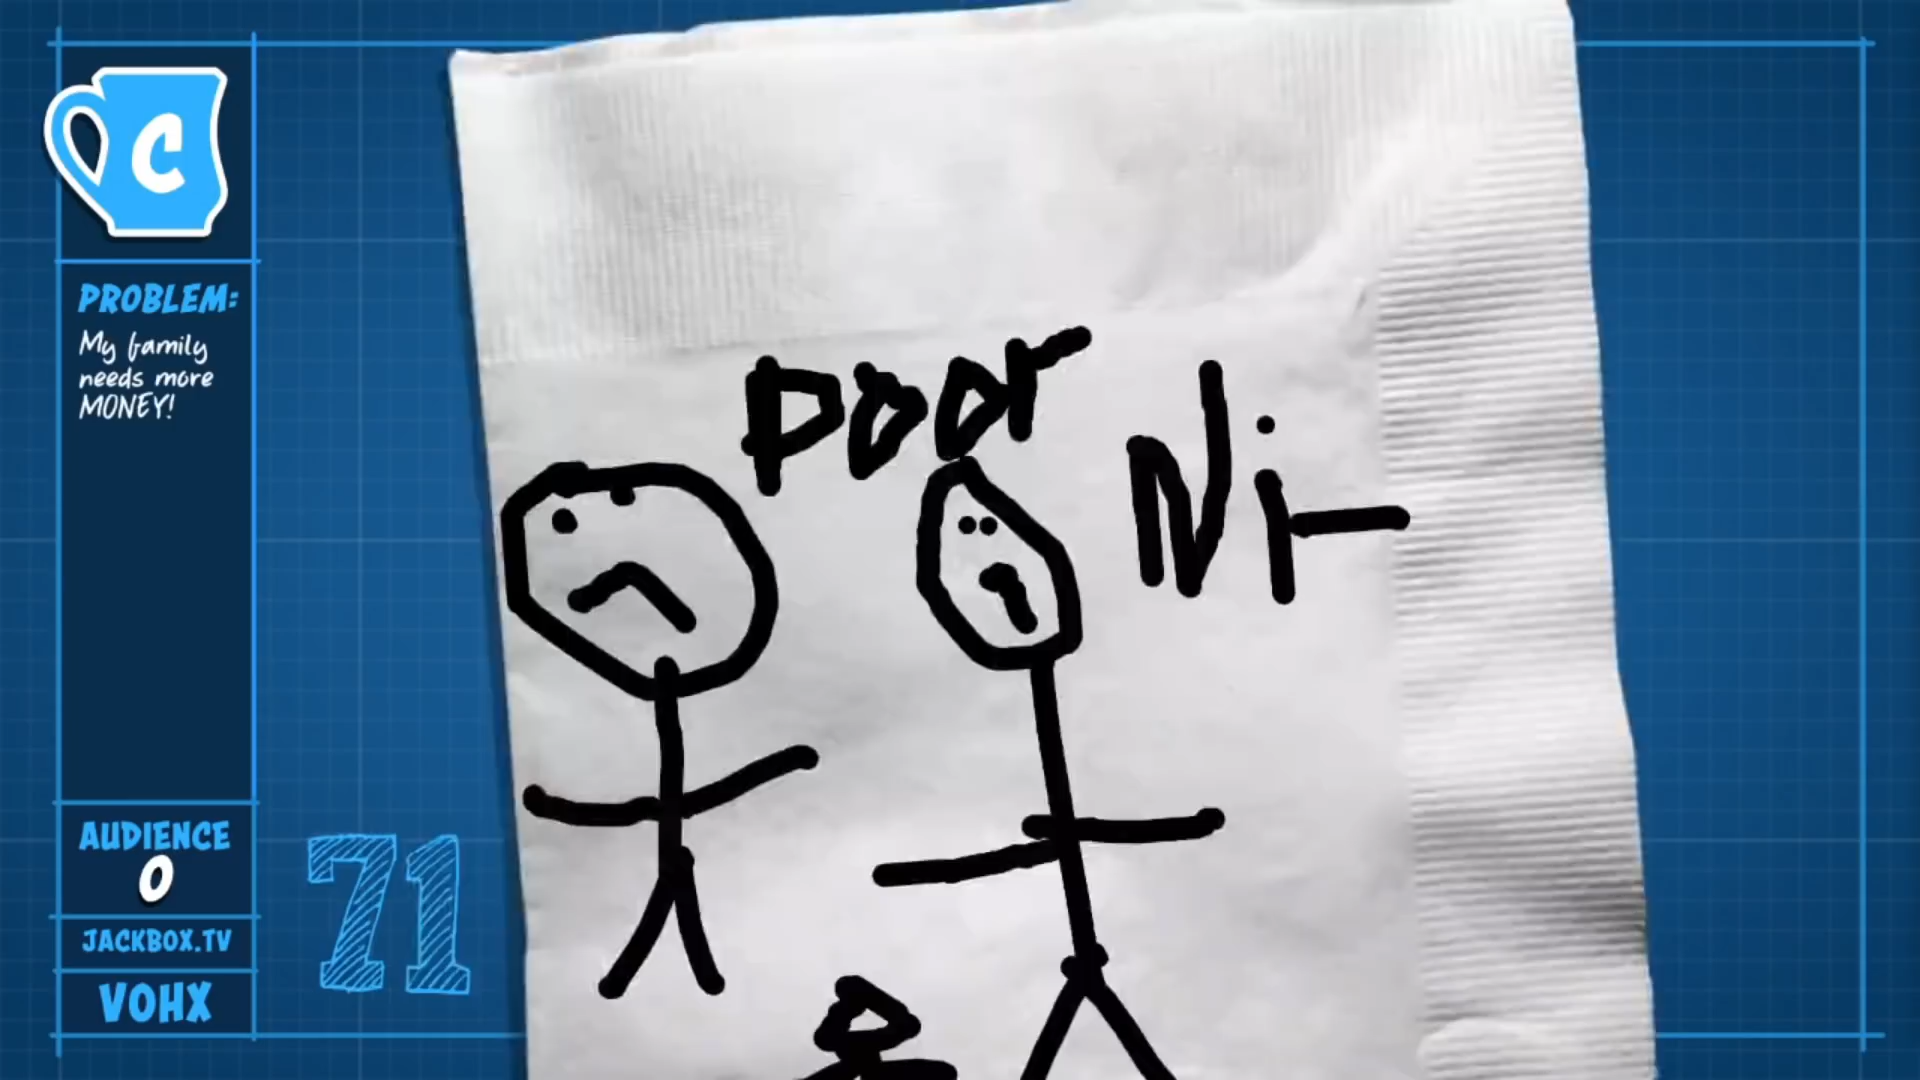 C
PROBLEM:
My family
needs more
MONEY!
poor
Ni-
AUDIENCE
0
JACKBOX.TV
VOHX
71